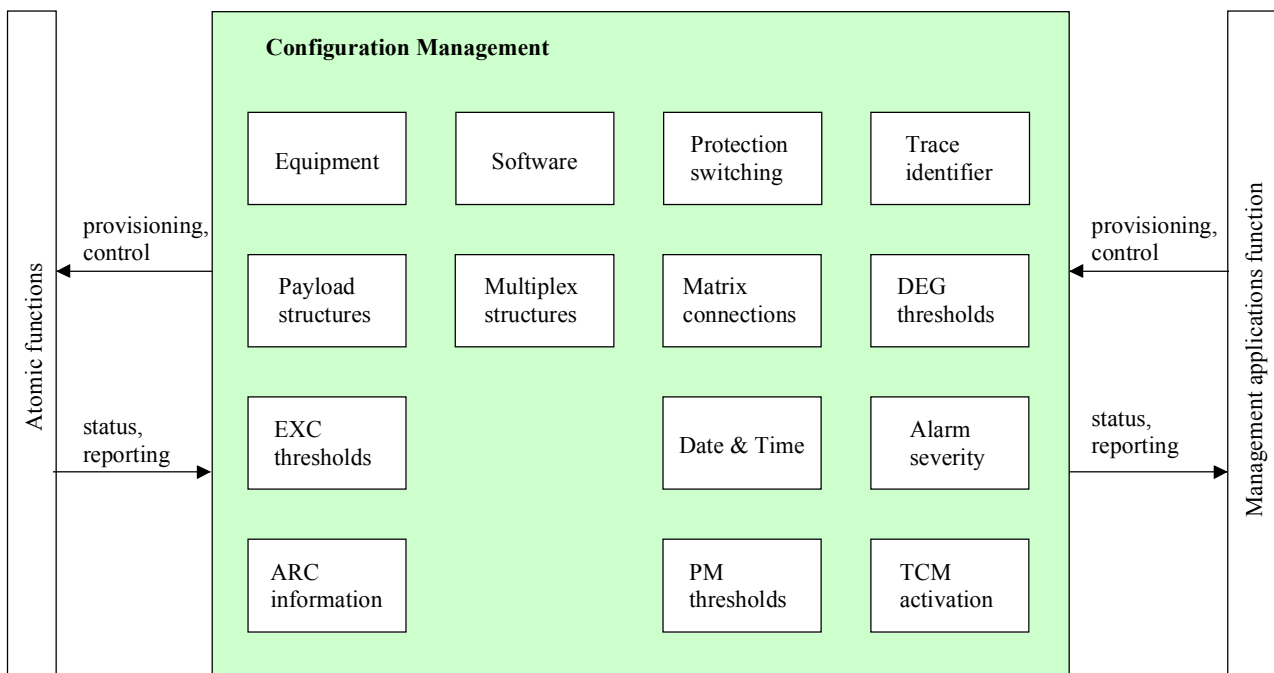 Configuration Management
Equipment
Software
Protection
switching
Trace
identifier
provisioning,
control
provisioning,
control
Payload
structures
Multiplex
structures
Matrix
connections
DEG
thresholds
Atomic functions
Management applications function
status,
reporting
EXC
thresholds
Date & Time
Alarm
severity
status,
reporting
ARC
information
PM
thresholds
TCM
activation